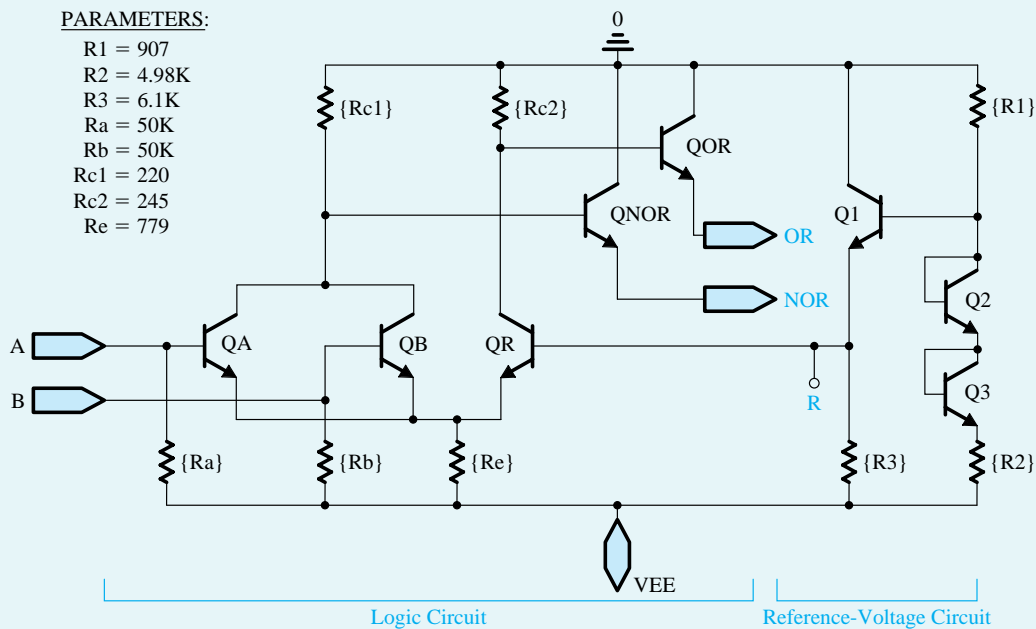 PARAMETERS:
R1 = 907
R2 = 4.98K
R3 = 6.1K
Ra = 50K
Rb = 50K
Rc1 = 220
Rc2 = 245
Re = 779
0
{Rc1}
{Rc2}
{R1}
QOR
QNOR
Q1
OR
NOR
Q2
A
QA
QB
QR
B
R
Q3
{Ra}
{Rb}
{Re}
{R3}
{R2}
VEE
Logic Circuit
Reference-Voltage Circuit